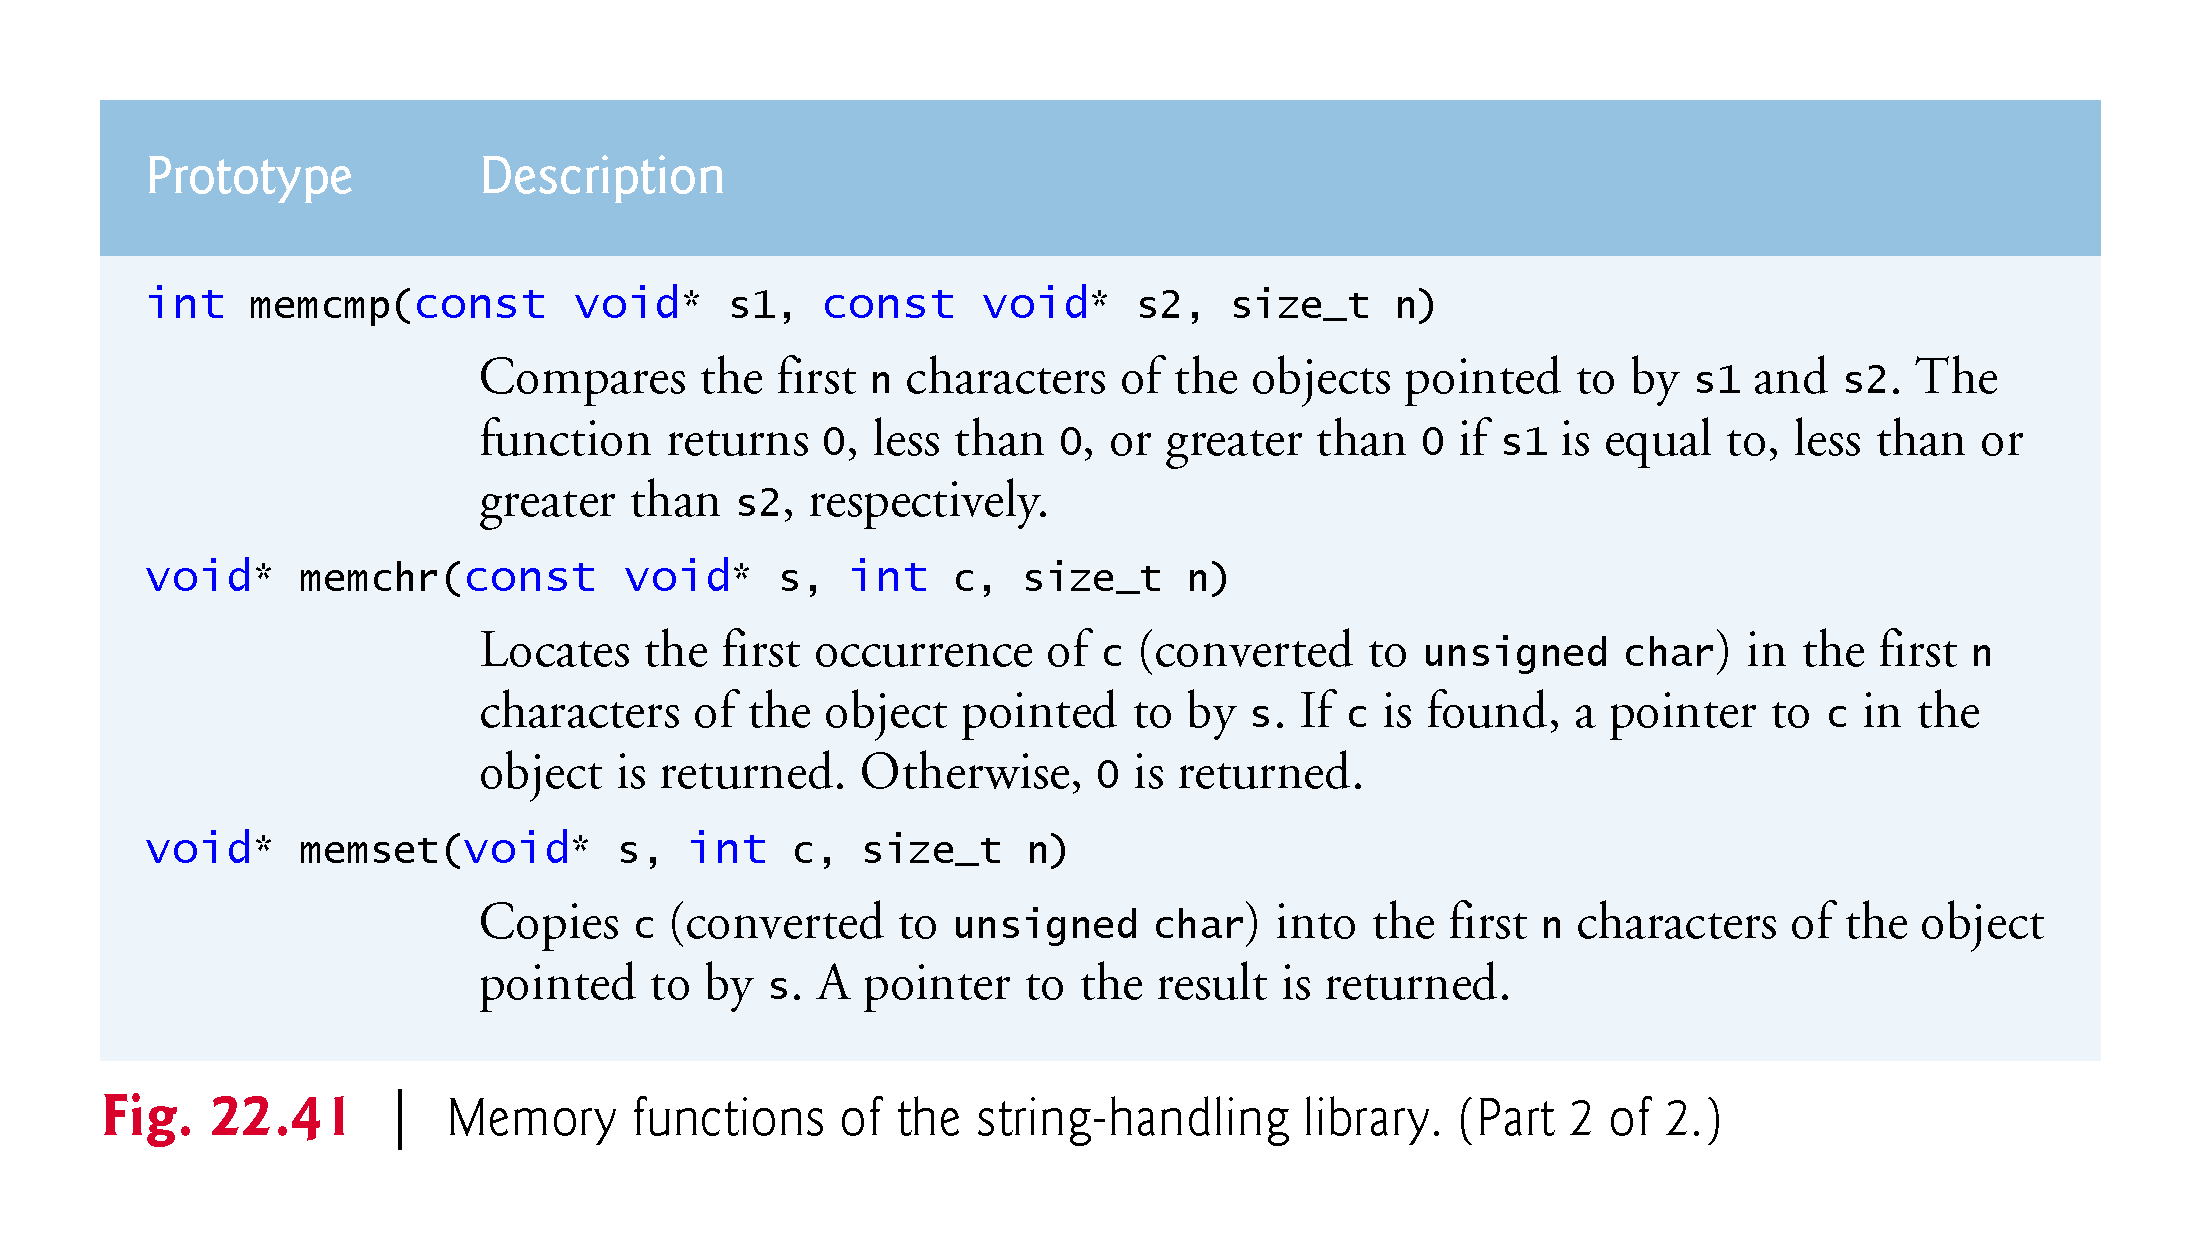 Prototype Description
int memcmp(const void* s1, const void* s2, size_t n)
Compares the first n characters of the objects pointed to by s1 and s2. The
function returns 0, less than 0, or greater than 0 if s1 is equal to, less than or
greater than s2, respectively.
void* memchr(const void* s, int c, size_t n)
Locates the first occurrence of c (converted to unsigned char) in the first n
characters of the object pointed to by s. If c is found, a pointer to c in the
object is returned. Otherwise, 0 is returned.
void* memset(void* s, int c, size_t n)
Copies c (converted to unsigned char) into the first n characters of the object
pointed to by s. A pointer to the result is returned.
Fig. 22.41 | Memory functions of the string-handling library. (Part 2 of 2.)